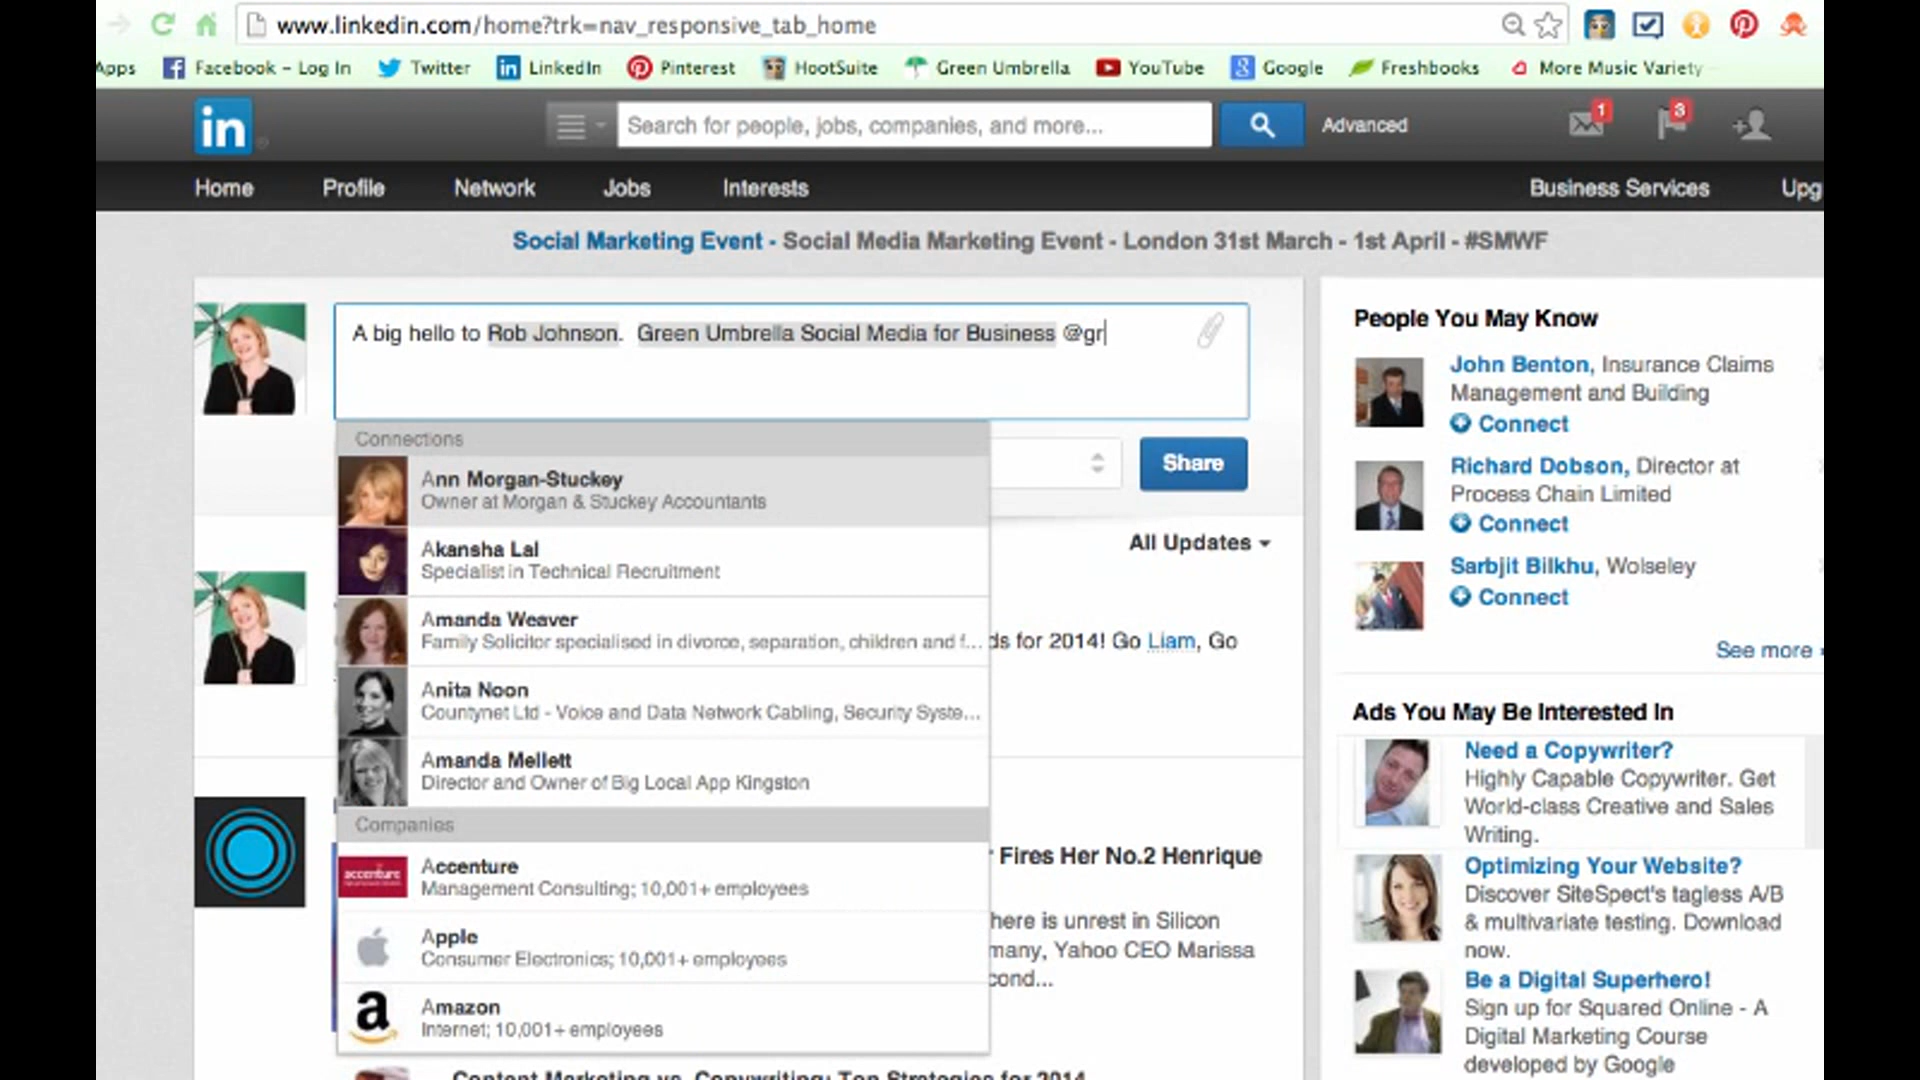 www.linkedin.com/home?trk=nav_responsive_tab_home
Apps Facebook - Log In Twitter LinkedIn Pinterest HootSuite Green Umbrella YouTube Google Freshbooks More Music Variety
in Search for people, jobs, companies, and more... Advanced 1 3
Home Profile Network Jobs Interests Business Services Upg
Social Marketing Event - Social Media Marketing Event - London 31st March - 1st April - #SMWF
A big hello to Rob Johnson. Green Umbrella Social Media for Business @gr
Connections
Ann Morgan-Stuckey
Owner at Morgan & Stuckey Accountants
Akansha Lal
Specialist in Technical Recruitment
Amanda Weaver
Family Solicitor specialised in divorce, separation, children and f...
Anita Noon
Countynet Ltd - Voice and Data Network Cabling, Security Syste...
Amanda Mellett
Director and Owner of Big Local App Kingston
Companies
accenture
Accenture
Management Consulting; 10,001+ employees
Apple
Consumer Electronics; 10,001+ employees
a
Amazon
Internet; 10,001+ employees
Share
All Updates
ds for 2014! Go Liam, Go
Fires Her No.2 Henrique
here is unrest in Silicon
many, Yahoo CEO Marissa
cond...
Content Marketing vs. Copywriting: Top Strategies for 2014
People You May Know
John Benton, Insurance Claims
Management and Building
Connect
Richard Dobson, Director at
Process Chain Limited
Connect
Sarbjit Bilkhu, Wolseley
Connect
See more
Ads You May Be Interested In
Need a Copywriter?
Highly Capable Copywriter. Get
World-class Creative and Sales
Writing.
Optimizing Your Website?
Discover SiteSpect's tagless A/B
& multivariate testing. Download
now.
Be a Digital Superhero!
Sign up for Squared Online - A
Digital Marketing Course
developed by Google